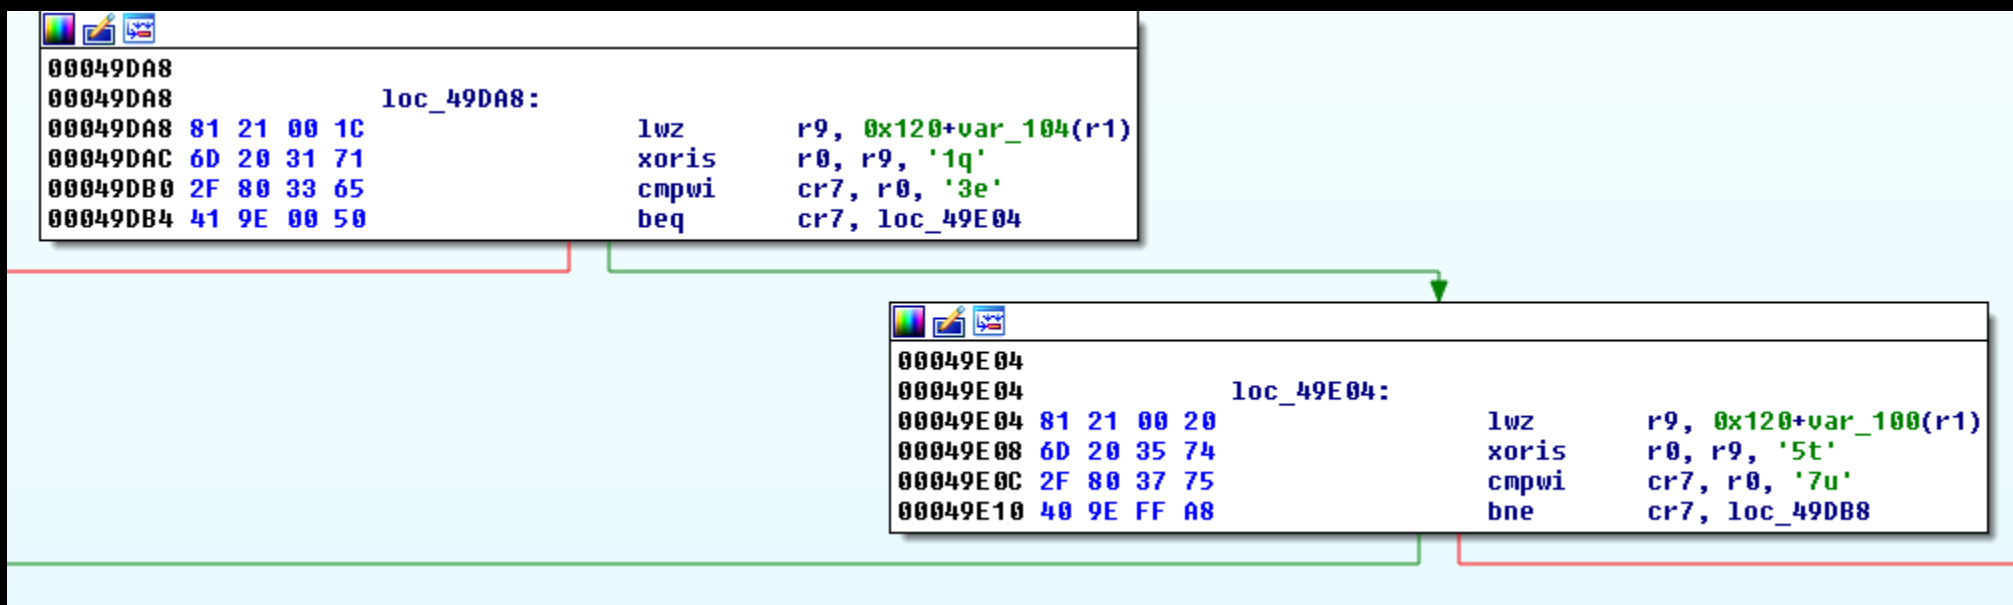 00049DA8
00049DA8 loc_49DA8:
00049DA8 81 21 00 1C lwz r9, 0x120+var_104(r1)
00049DAC 6D 20 31 71 xoris r0, r9, '1q'
00049DB0 2F 80 33 65 cmpwi cr7, r0, '3e'
00049DB4 41 9E 00 50 beq cr7, loc_49E04
00049E04
00049E04 loc_49E04:
00049E04 81 21 00 20 lwz r9, 0x120+var_100(r1)
00049E08 6D 20 35 74 xoris r0, r9, '5t'
00049E0C 2F 80 37 75 cmpwi cr7, r0, '7u'
00049E10 40 9E FF A8 bne cr7, loc_49DB8